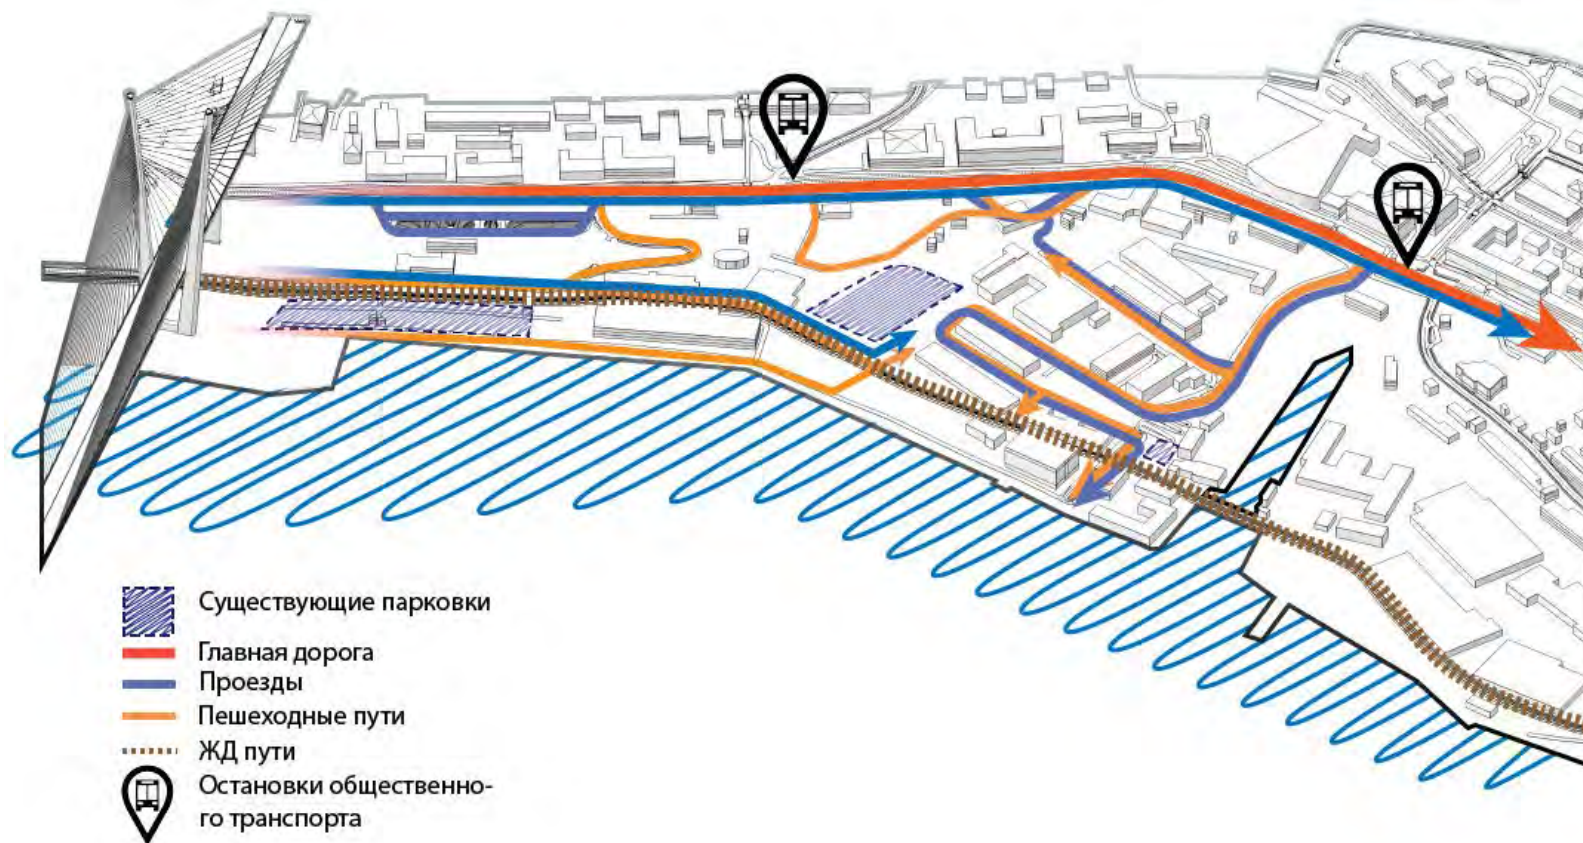 Существующие парковки
Главная дорога
Проезды
Пешеходные пути
ЖД пути
Остановки общественно-
го транспорта